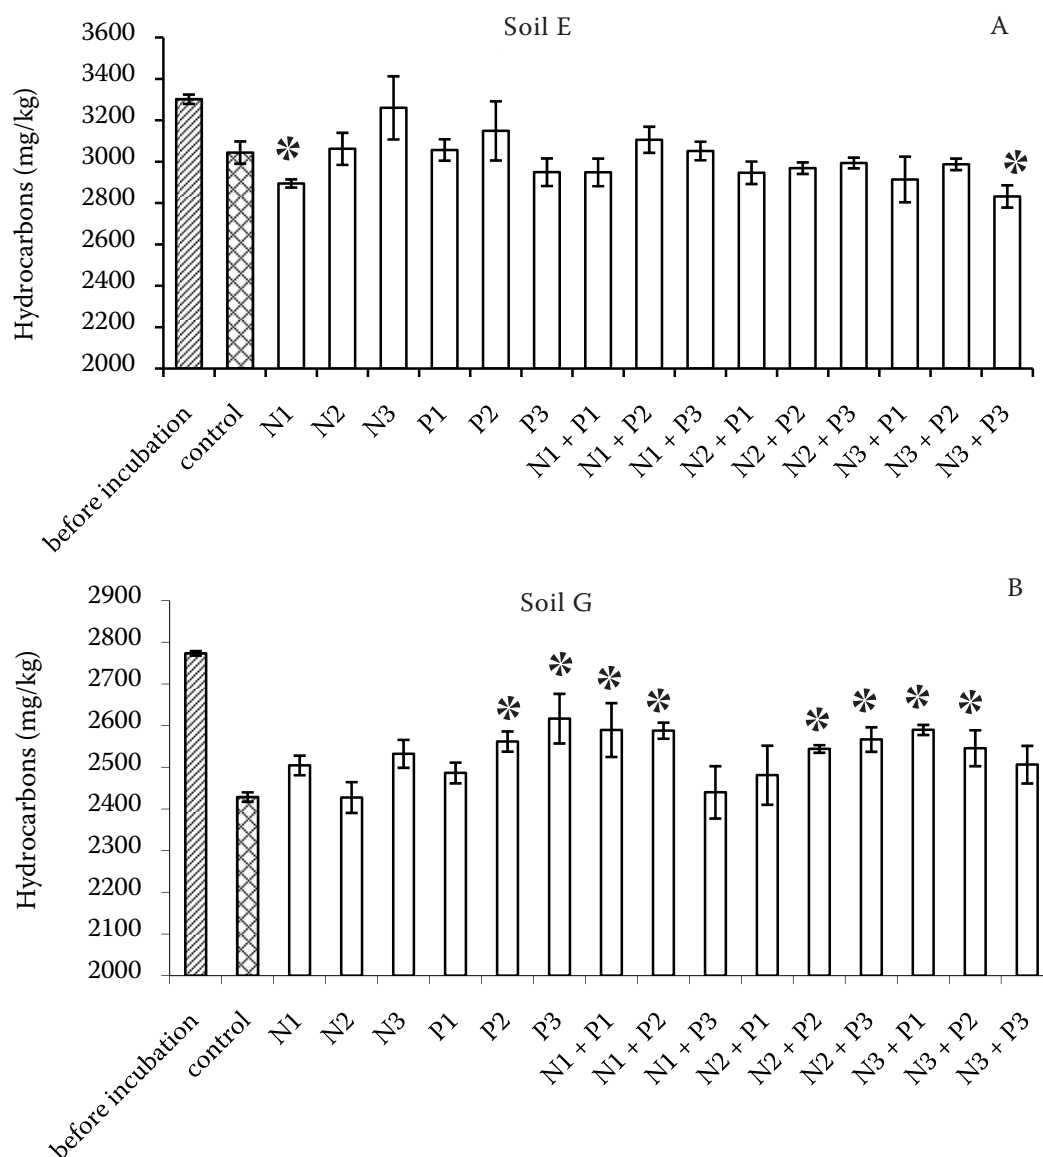 Soil E
A
Hydrocarbons (mg/kg)
3600
3400
3200
3000
2800
2600
2400
2200
2000
before incubation
control
N1
N2
N3
P1
P2
P3
N1 + P1
N1 + P2
N1 + P3
N2 + P1
N2 + P2
N2 + P3
N3 + P1
N3 + P2
N3 + P3
Soil G
B
Hydrocarbons (mg/kg)
2900
2800
2700
2600
2500
2400
2300
2200
2100
2000
before incubation
control
N1
N2
N3
P1
P2
P3
N1 + P1
N1 + P2
N1 + P3
N2 + P1
N2 + P2
N2 + P3
N3 + P1
N3 + P2
N3 + P3